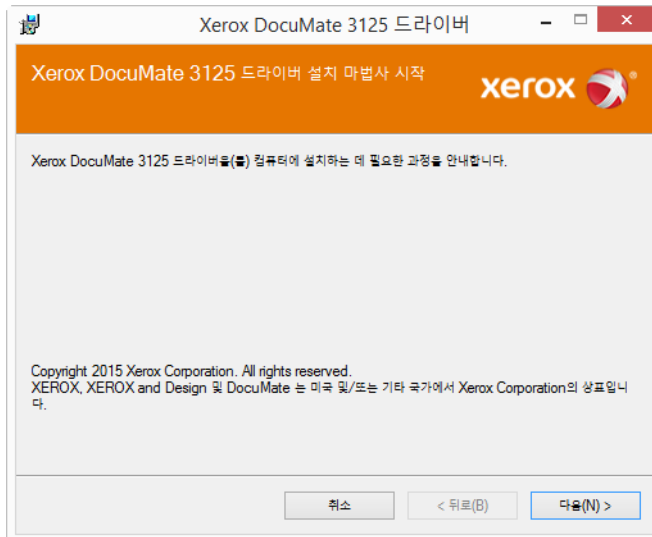 Xerox DocuMate 3125 드라이버
Xerox DocuMate 3125 드라이버 설치 마법사 시작
xerox
Xerox DocuMate 3125 드라이버을(를) 컴퓨터에 설치하는 데 필요한 과정을 안내합니다.
Copyright 2015 Xerox Corporation. All rights reserved.
XEROX, XEROX and Design 및 DocuMate 는 미국 및/또는 기타 국가에서 Xerox Corporation의 상표입니
다.
취소
< 뒤로(B)
다음(N) >